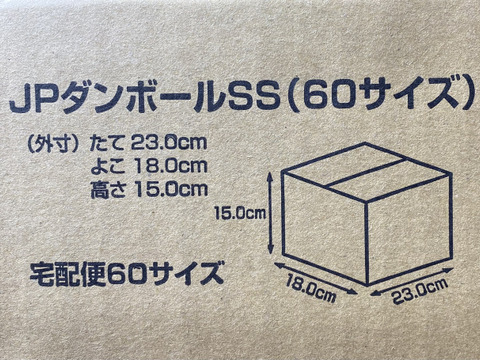 JPダンボールSS(60サイズ)
(外寸) たて 23.0cm
よこ 18.0cm
高さ 15.0cm
15.0cm
18.0cm
23.0cm
宅配便60サイズ